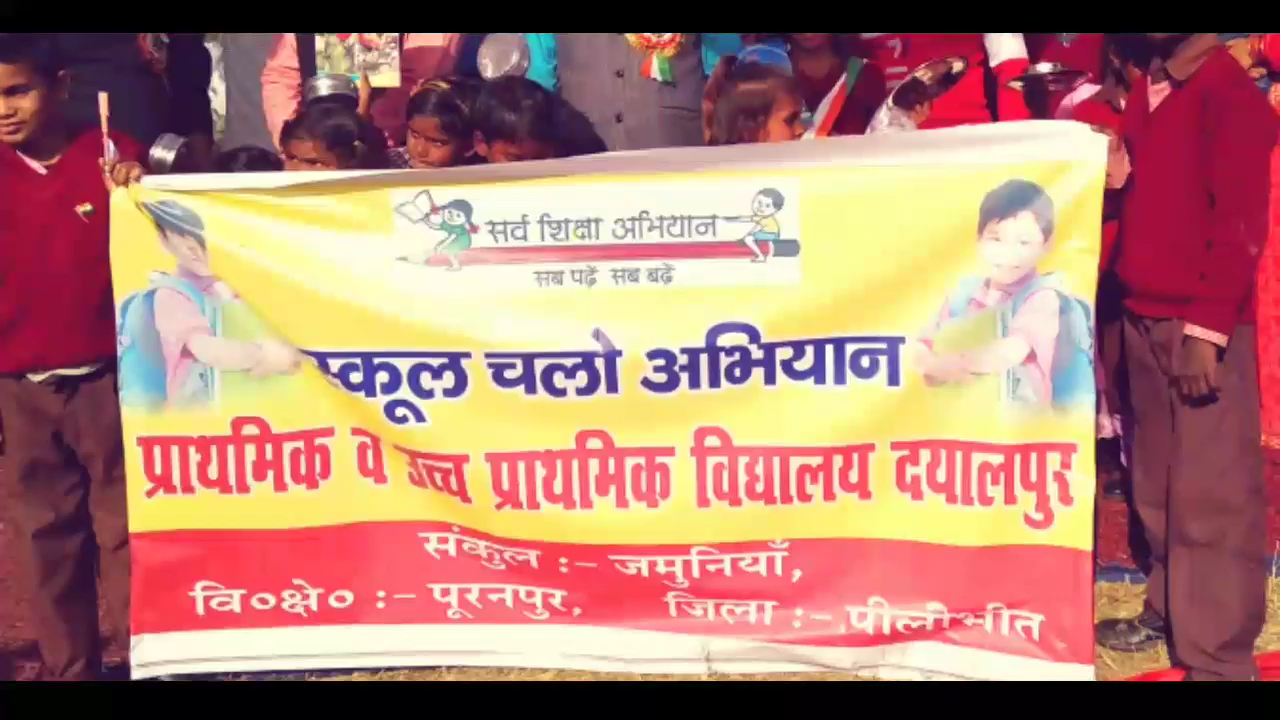 सर्व शिक्षा अभियान
सब पढ़ें सब बढ़ें
स्कूल चलो अभियान
प्राथमिक व उच्च प्राथमिक विद्यालय दयालपुर
संकुल :- जमुनियाँ,
वि०क्षे० :- पूरनपुर, जिला :- पीलीभीत